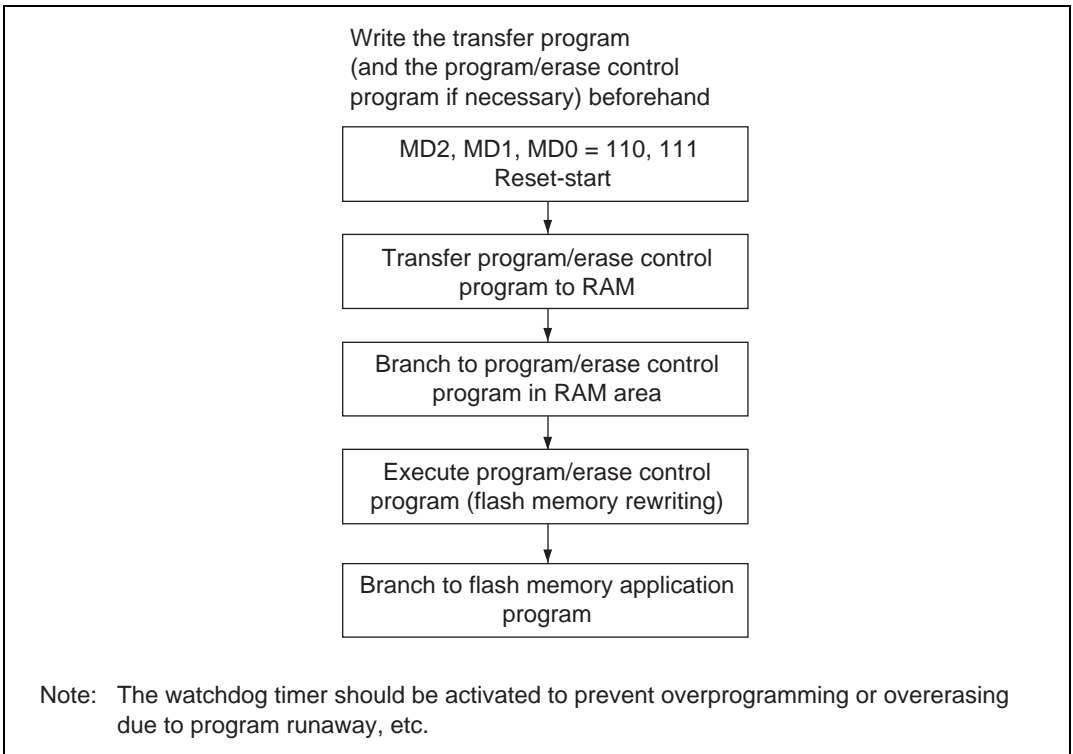 Write the transfer program
(and the program/erase control
program if necessary) beforehand
MD2, MD1, MD0 = 110, 111
Reset-start
Transfer program/erase control
program to RAM
Branch to program/erase control
program in RAM area
Execute program/erase control
program (flash memory rewriting)
Branch to flash memory application
program
Note: The watchdog timer should be activated to prevent overprogramming or overerasing
due to program runaway, etc.